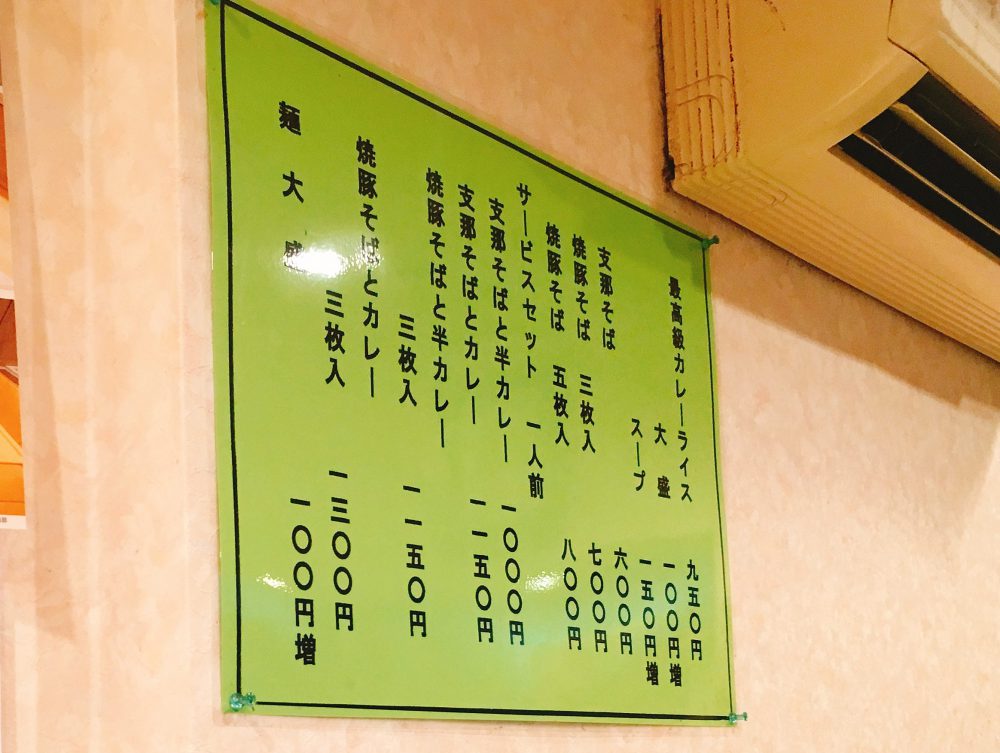 最高級カレーライス 九五〇円
大盛 一〇〇円増
スープ 一五〇円増
支那そば 六〇〇円
焼豚そば 三枚入 七〇〇円
焼豚そば 五枚入 八〇〇円
サービスセット 一人前
支那そばと半カレー 一〇〇〇円
支那そばとカレー 一一五〇円
焼豚そばと半カレー
三枚入 一一五〇円
焼豚そばとカレー
三枚入 一三〇〇円
麺大盛 一〇〇円増